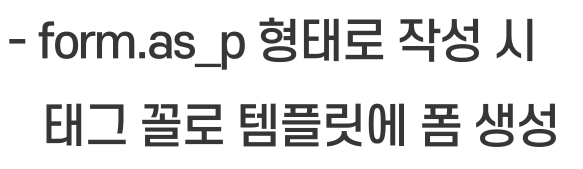 - form.as_p 형태로 작성 시
태그 꼴로 템플릿에 폼 생성